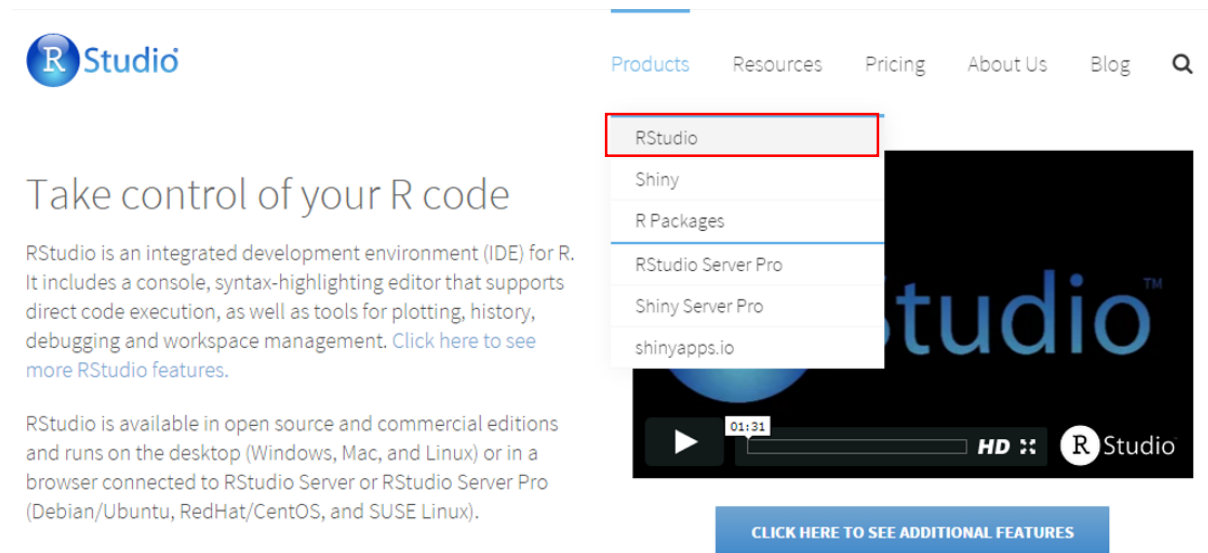 R Studio
Products Resources Pricing About Us Blog
RStudio
Shiny
R Packages
RStudio Server Pro
Shiny Server Pro
shinyapps.io
Take control of your R code
RStudio is an integrated development environment (IDE) for R.
It includes a console, syntax-highlighting editor that supports
direct code execution, as well as tools for plotting, history,
debugging and workspace management. Click here to see
more RStudio features.
RStudio is available in open source and commercial editions
and runs on the desktop (Windows, Mac, and Linux) or in a
browser connected to RStudio Server or RStudio Server Pro
(Debian/Ubuntu, RedHat/CentOS, and SUSE Linux).
tudio™
01:31
HD
R Studio
CLICK HERE TO SEE ADDITIONAL FEATURES